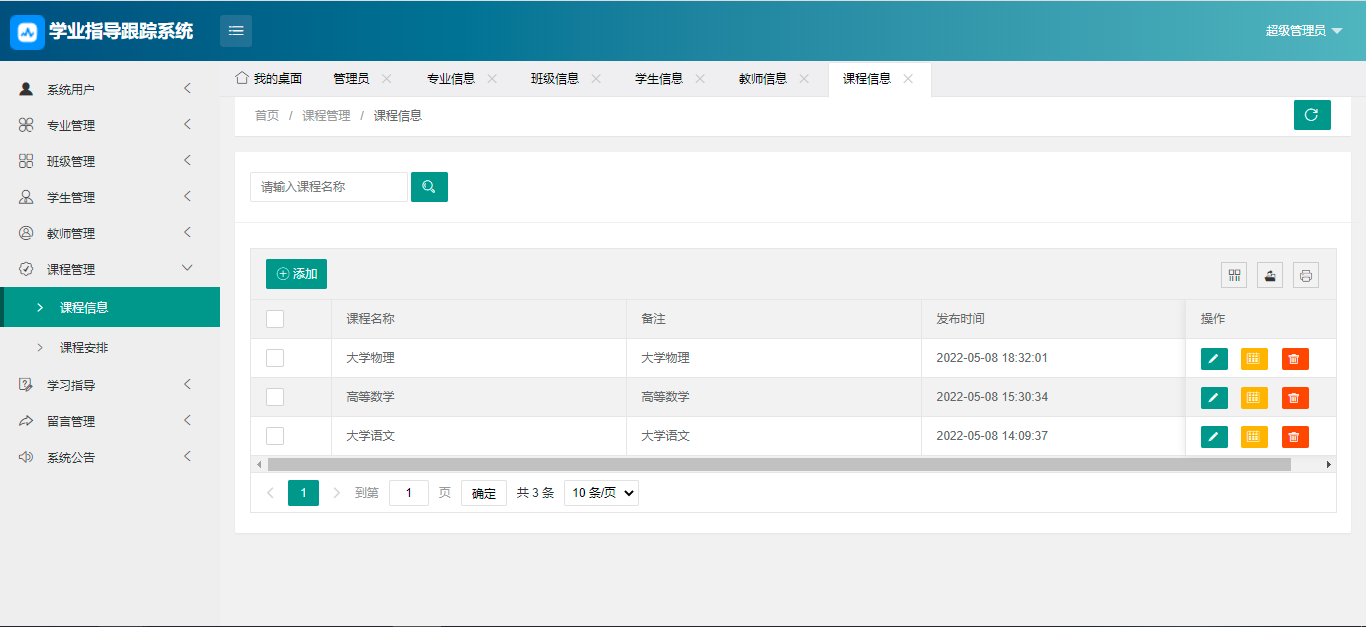 学业指导跟踪系统
超级管理员
系统用户
专业管理
班级管理
学生管理
教师管理
课程管理
课程信息
课程安排
学习指导
留言管理
系统公告
我的桌面 管理员 专业信息 班级信息 学生信息 教师信息 课程信息
首页 / 课程管理 / 课程信息
请输入课程名称
添加
课程名称 备注 发布时间 操作
大学物理 大学物理 2022-05-08 18:32:01
高等数学 高等数学 2022-05-08 15:30:34
大学语文 大学语文 2022-05-08 14:09:37
1 到第 1 页 确定 共 3 条 10 条/页